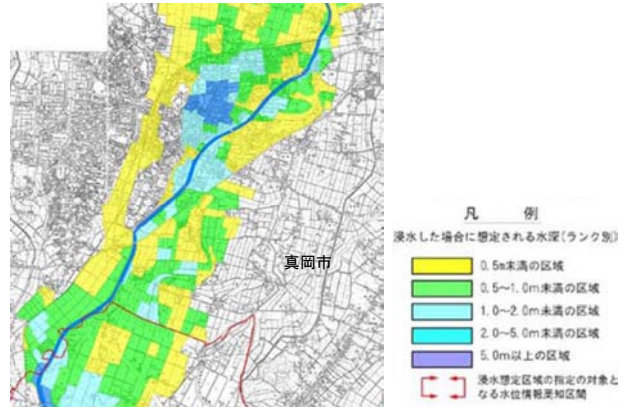 真岡市
凡 例
浸水した場合に想定される水深(ランク別)
0.5m未満の区域
0.5～1.0m未満の区域
1.0～2.0m未満の区域
2.0～5.0m未満の区域
5.0m以上の区域
浸水想定区域の指定の対象と
なる水位情報周知区間